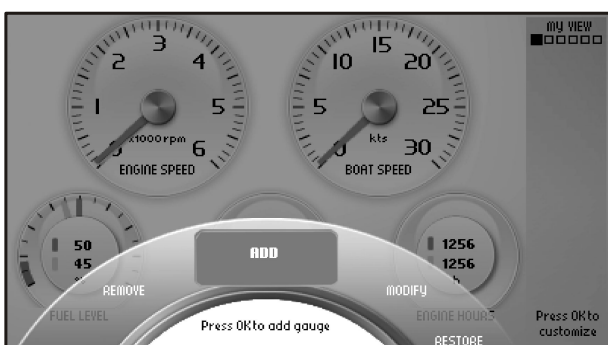 MY VIEW
0 1 2 3 4 5 6
x1000 rpm
ENGINE SPEED
0 5 10 15 20 25 30
kts
BOAT SPEED
50
45
FUEL LEVEL
1256
1256
h
ENGINE HOURS
REMOVE
ADD
MODIFY
RESTORE
Press OK to add gauge
Press OK to
customize